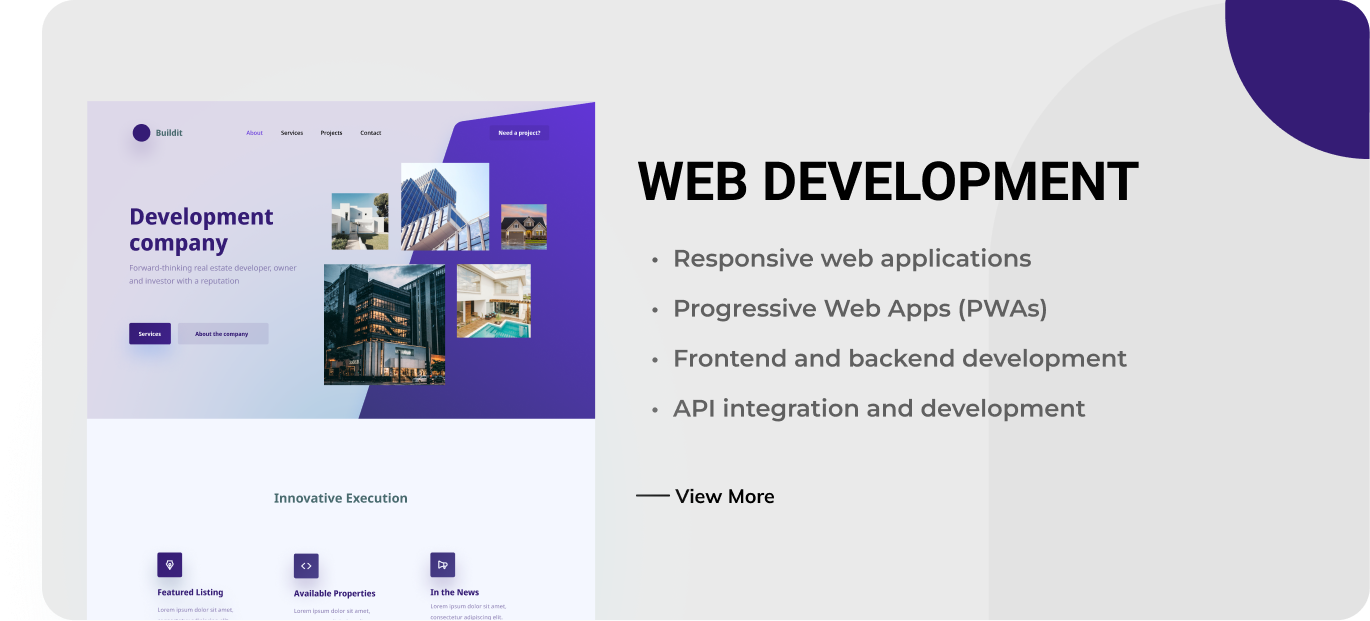 Buildit
About Services Projects Contact
Need a project?
Development
company
Forward-thinking real estate developer, owner
and investor with a reputation
Services
About the company
Innovative Execution
Featured Listing
Lorem ipsum dolor sit amet,
Available Properties
Lorem ipsum dolor sit amet,
In the News
Lorem ipsum dolor sit amet,
consectetur adipiscing elit.
WEB DEVELOPMENT
• Responsive web applications
• Progressive Web Apps (PWAs)
• Frontend and backend development
• API integration and development
View More